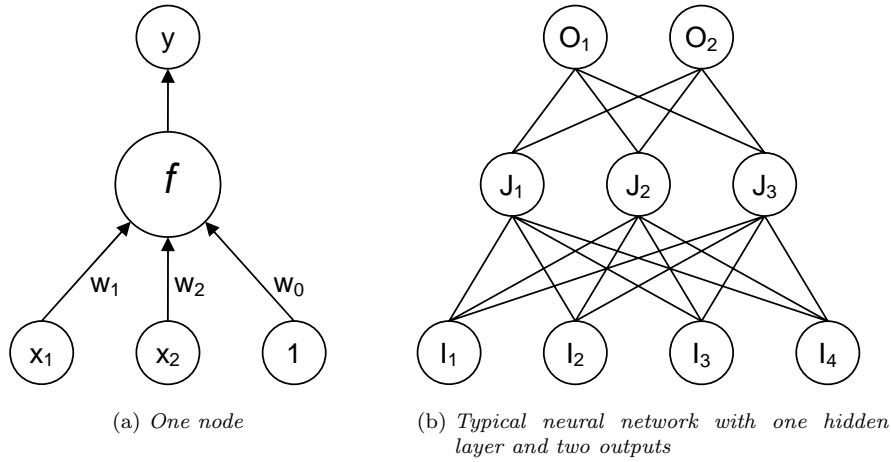 y
O1 O2
f
J1 J2 J3
w1 w2 w0
x1 x2 1
I1 I2 I3 I4
(a) One node
(b) Typical neural network with one hidden
layer and two outputs